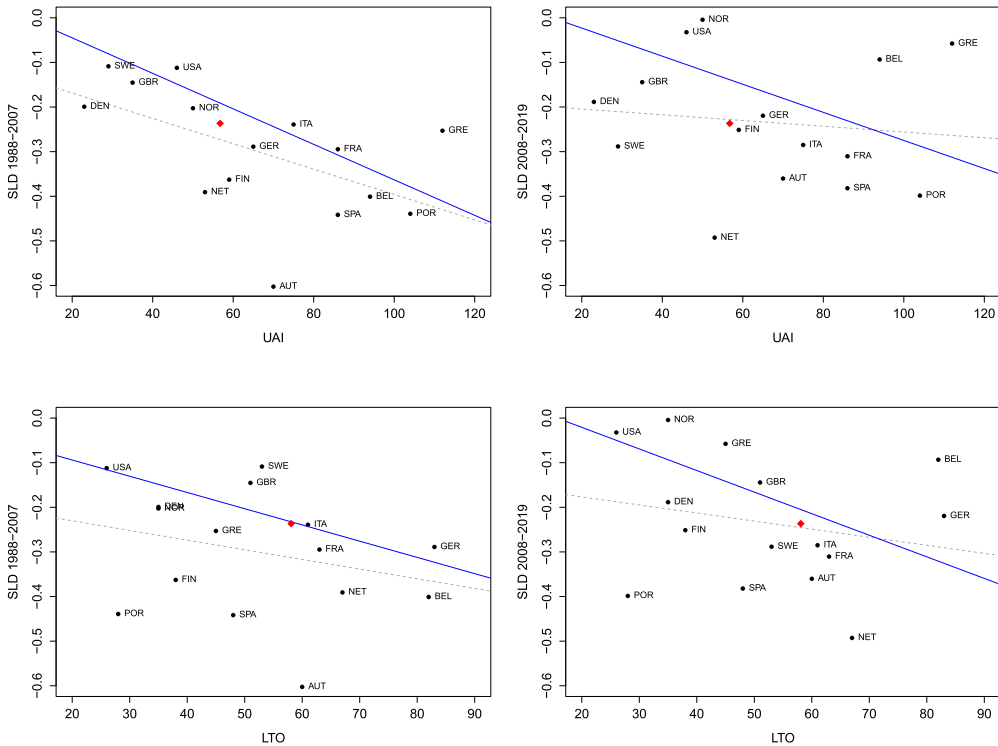 SLD 1988−2007
0.0
−0.1
−0.2
−0.3
−0.4
−0.5
−0.6
SWE
USA
GBR
DEN
NOR
ITA
GRE
GER
FRA
FIN
NET
BEL
SPA
POR
AUT
20 40 60 80 100 120
UAI
SLD 2008−2019
0.0
−0.1
−0.2
−0.3
−0.4
−0.5
−0.6
NOR
USA
GRE
BEL
GBR
DEN
GER
FIN
SWE
ITA
FRA
AUT
SPA
POR
NET
20 40 60 80 100 120
UAI
SLD 1988−2007
0.0
−0.1
−0.2
−0.3
−0.4
−0.5
−0.6
USA
SWE
GBR
DEN
NOR
ITA
GRE
GER
FRA
FIN
NET
BEL
POR
SPA
AUT
20 30 40 50 60 70 80 90
LTO
SLD 2008−2019
0.0
−0.1
−0.2
−0.3
−0.4
−0.5
−0.6
NOR
USA
GRE
BEL
GBR
DEN
GER
FIN
SWE
ITA
FRA
AUT
SPA
POR
NET
20 30 40 50 60 70 80 90
LTO